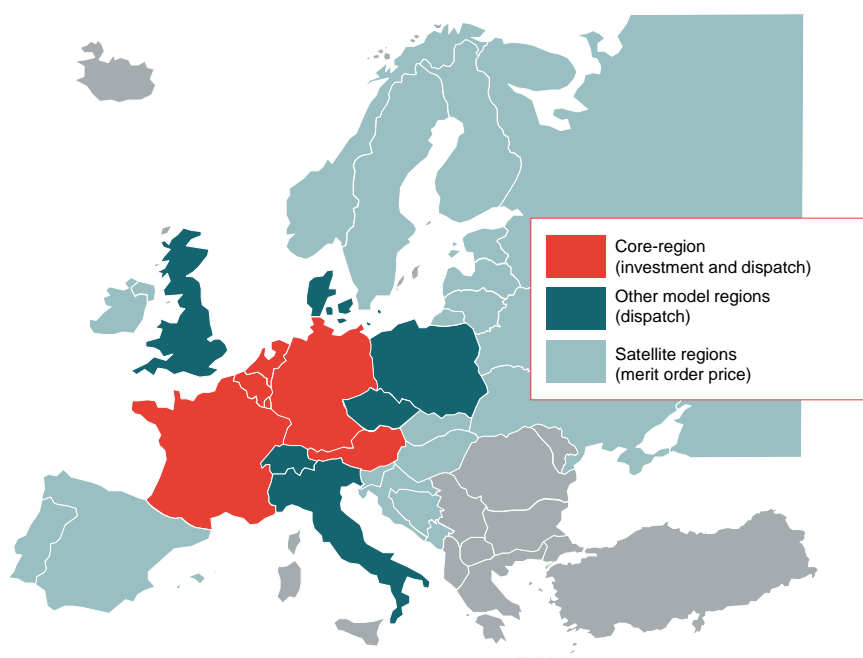 Core-region
(investment and dispatch)
Other model regions
(dispatch)
Satellite regions
(merit order price)